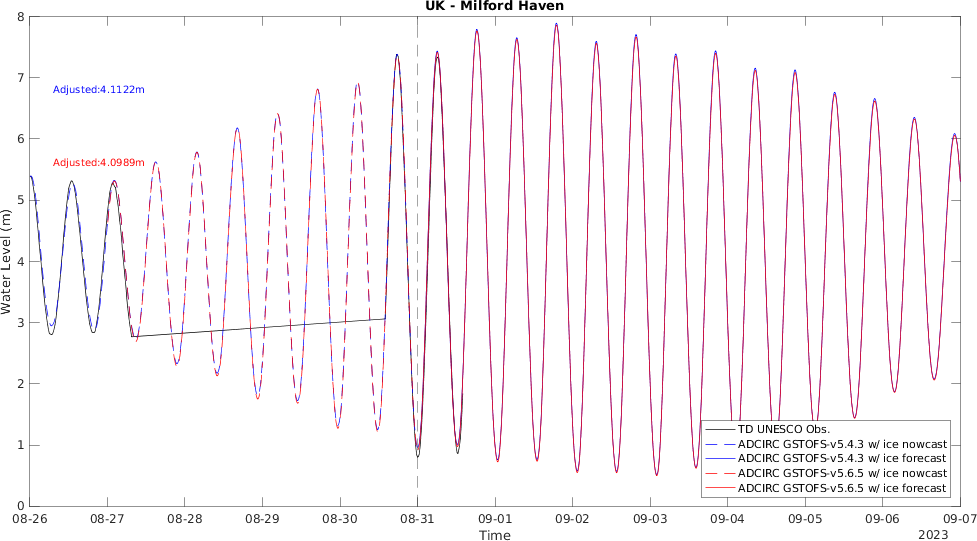 UK - Milford Haven
8
7
6
5
4
3
2
1
0
Water Level (m)
Adjusted:4.1122m
Adjusted:4.0989m
TD UNESCO Obs.
ADCIRC GSTOFS-v5.4.3 w/ ice nowcast
ADCIRC GSTOFS-v5.4.3 w/ ice forecast
ADCIRC GSTOFS-v5.6.5 w/ ice nowcast
ADCIRC GSTOFS-v5.6.5 w/ ice forecast
08-26 08-27 08-28 08-29 08-30 08-31 09-01 09-02 09-03 09-04 09-05 09-06 09-07
Time
2023